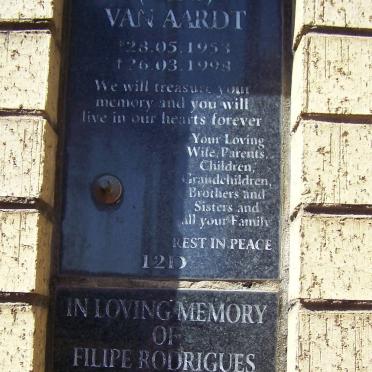 VAN AARDT
*28.05.1953
†26.03.1998
We will treasure your
memory and you will
live in our hearts forever
Your Loving
Wife, Parents,
Children,
Grandchildren,
Brothers and
Sisters and
all your Family
REST IN PEACE
121D
IN LOVING MEMORY
OF
FILIPE RODRIGUES